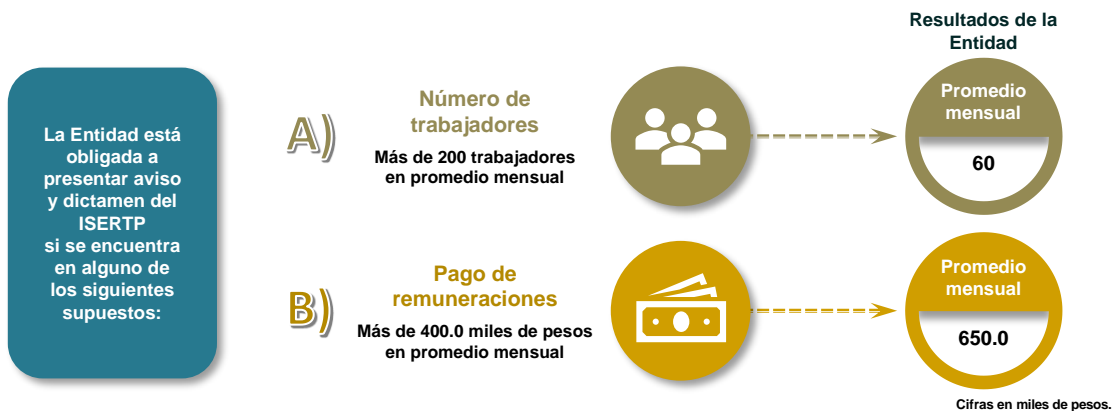 La Entidad está
obligada a
presentar aviso
y dictamen del
ISERTP
si se encuentra
en alguno de
los siguientes
supuestos:
A)
Número de
trabajadores
Más de 200 trabajadores
en promedio mensual
Resultados de la
Entidad
Promedio
mensual
60
B)
Pago de
remuneraciones
Más de 400.0 miles de pesos
en promedio mensual
Promedio
mensual
650.0
Cifras en miles de pesos.